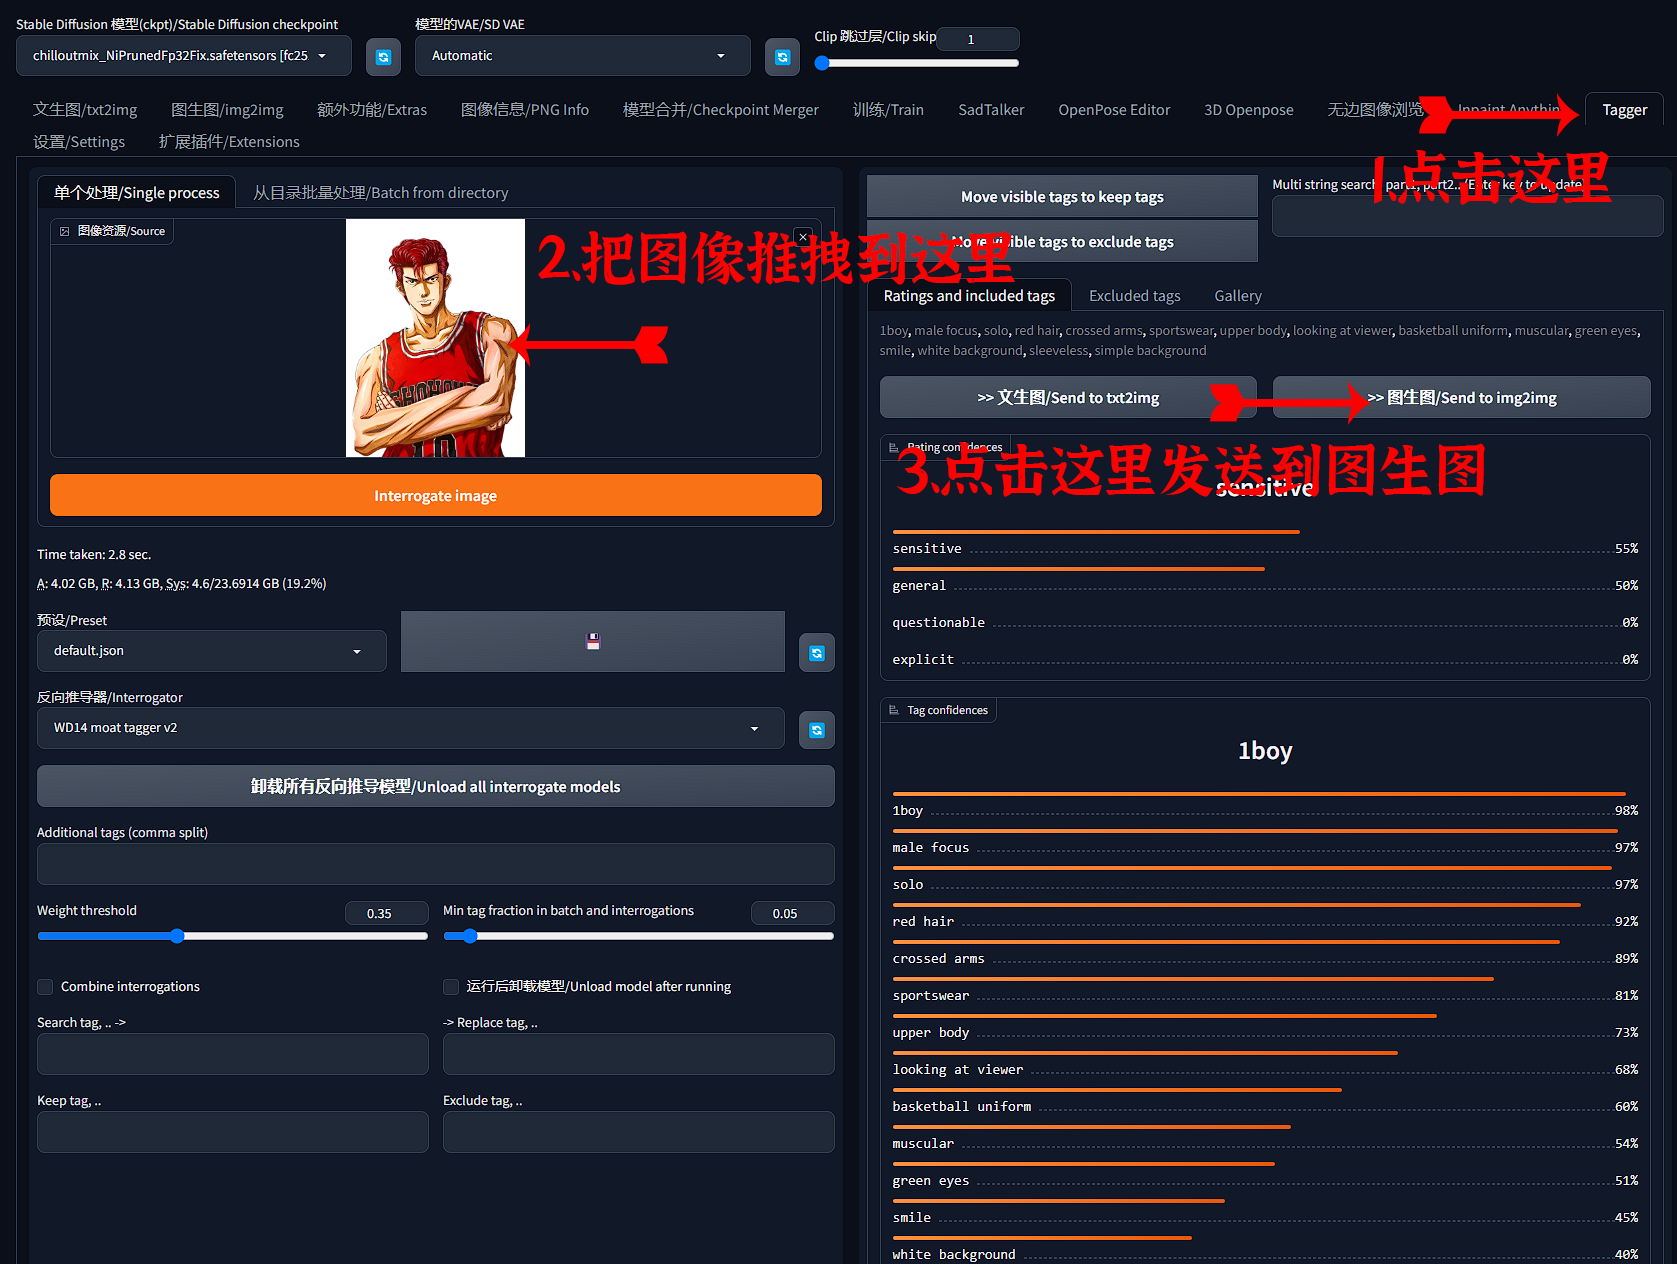 Stable Diffusion 模型(ckpt)/Stable Diffusion checkpoint
模型的VAE/SD VAE
Clip 跳过层/Clip skip
1
chilloutmix_NiPrunedFp32Fix.safetensors [fc25
Automatic
文生图/txt2img
图生图/img2img
额外功能/Extras
图像信息/PNG Info
模型合并/Checkpoint Merger
训练/Train
SadTalker
OpenPose Editor
3D Openpose
无边图像浏览
Inpaint Anythin
Tagger
设置/Settings
扩展插件/Extensions
1.点击这里
单个处理/Single process
从目录批量处理/Batch from directory
图像资源/Source
2.把图像推拽到这里
SHOHOKU
10
Interrogate image
Time taken: 2.8 sec.
A: 4.02 GB, R: 4.13 GB, Sys: 4.6/23.6914 GB (19.2%)
预设/Preset
default.json
反向推导器/Interrogator
WD14 moat tagger v2
卸载所有反向推导模型/Unload all interrogate models
Additional tags (comma split)
Weight threshold
0.35
Min tag fraction in batch and interrogations
0.05
Combine interrogations
运行后卸载模型/Unload model after running
Search tag, .. ->
-> Replace tag, ..
Keep tag, ..
Exclude tag, ..
Move visible tags to keep tags
Multi string search: part1, part2.. /Enter key to update
Move visible tags to exclude tags
Ratings and included tags
Excluded tags
Gallery
1boy, male focus, solo, red hair, crossed arms, sportswear, upper body, looking at viewer, basketball uniform, muscular, green eyes,
smile, white background, sleeveless, simple background
>> 文生图/Send to txt2img
>> 图生图/Send to img2img
Rating confidences
3.点击这里发送到图生图
sensitive
sensitive 55%
general 50%
questionable 0%
explicit 0%
Tag confidences
1boy
1boy 98%
male focus 97%
solo 97%
red hair 92%
crossed arms 89%
sportswear 81%
upper body 73%
looking at viewer 68%
basketball uniform 60%
muscular 54%
green eyes 51%
smile 45%
white background 40%